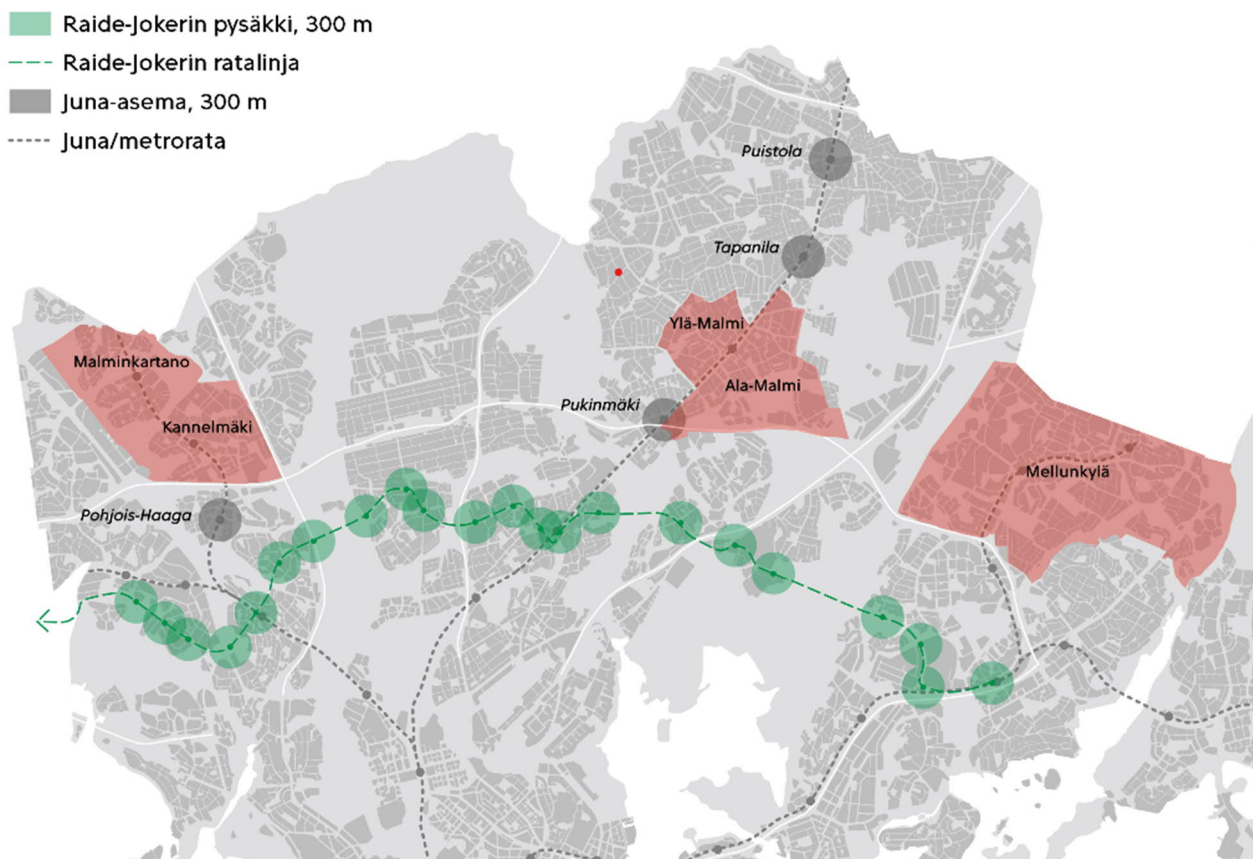 Raide-Jokerin pysäkki, 300 m
Raide-Jokerin ratalinja
Juna-asema, 300 m
Juna/metrorata
Puistola
Tapanila
Ylä-Malmi
Malminkartano
Ala-Malmi
Pukinmäki
Kannelmäki
Mellunkylä
Pohjois-Haaga